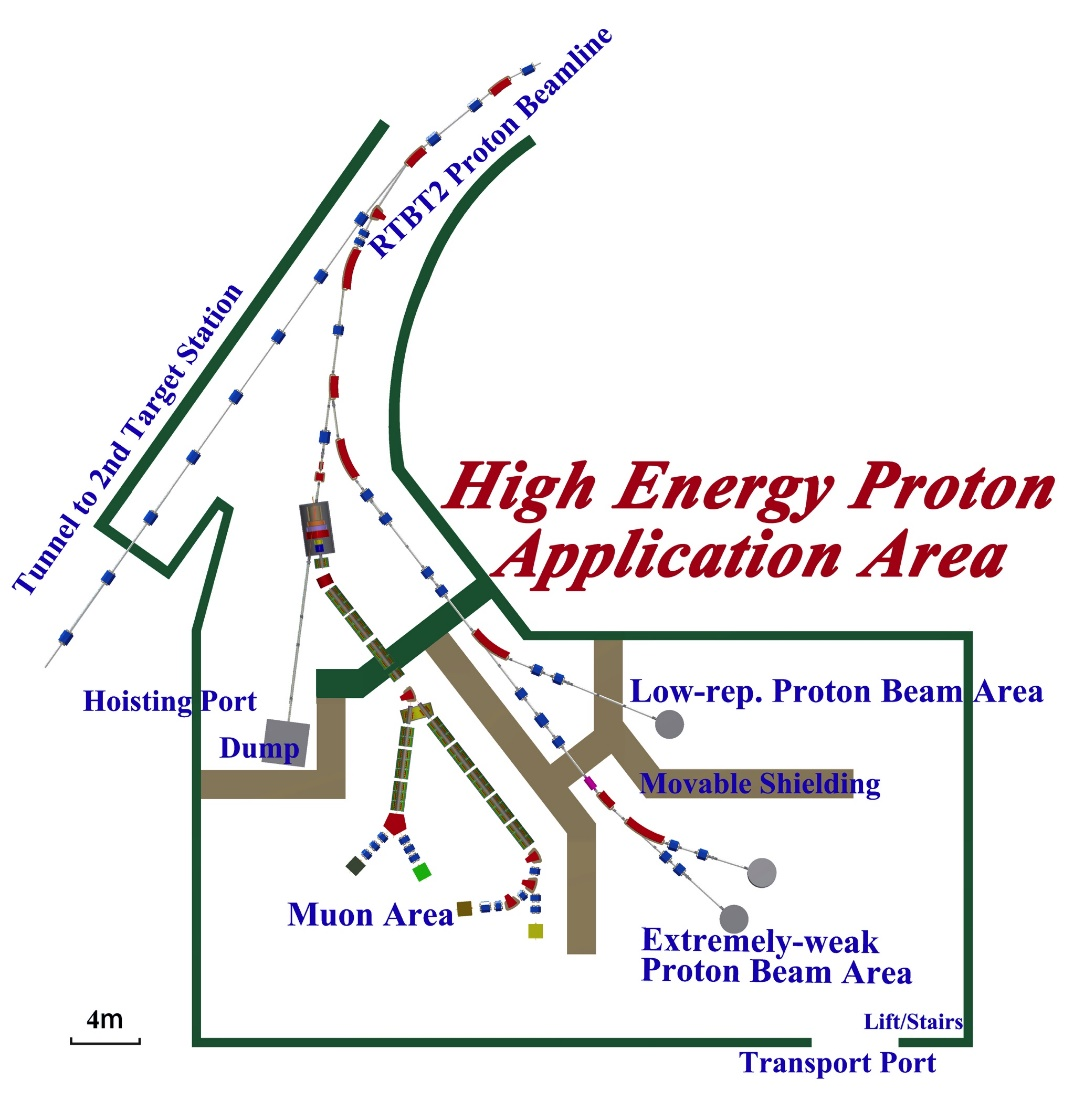 RTBT2 Proton Beamline
Tunnel to 2nd Target Station
High Energy Proton
Application Area
Hoisting Port
Low-rep. Proton Beam Area
Dump
Movable Shielding
Muon Area
Extremely-weak
Proton Beam Area
4m
Lift/Stairs
Transport Port